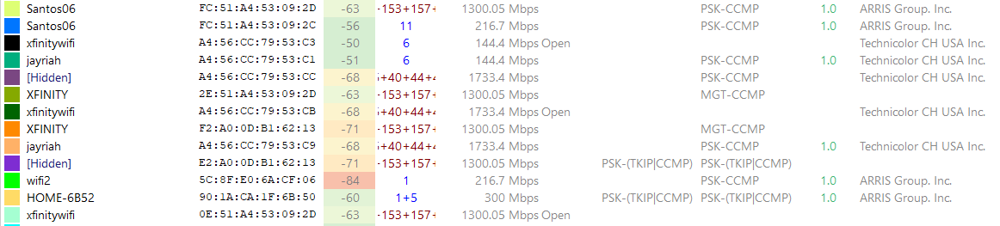 Santos06 FC:51:A4:53:09:2D -63 -153+157+ 1300.05 Mbps PSK-CCMP 1.0 ARRIS Group. Inc.
Santos06 FC:51:A4:53:09:2C -56 11 216.7 Mbps PSK-CCMP 1.0 ARRIS Group. Inc.
xfinitywifi A4:56:CC:79:53:C3 -50 6 144.4 Mbps Open Technicolor CH USA Inc.
jayriah A4:56:CC:79:53:C1 -51 6 144.4 Mbps PSK-CCMP 1.0 Technicolor CH USA Inc.
[Hidden] A4:56:CC:79:53:CC -68 +40+44+4 1733.4 Mbps PSK-CCMP Technicolor CH USA Inc.
XFINITY 2E:51:A4:53:09:2D -63 -153+157+ 1300.05 Mbps MGT-CCMP
xfinitywifi A4:56:CC:79:53:CB -68 +40+44+4 1733.4 Mbps Open Technicolor CH USA Inc.
XFINITY F2:A0:0D:B1:62:13 -71 -153+157+ 1300.05 Mbps MGT-CCMP
jayriah A4:56:CC:79:53:C9 -68 +40+44+4 1733.4 Mbps PSK-CCMP 1.0 Technicolor CH USA Inc.
[Hidden] E2:A0:0D:B1:62:13 -71 -153+157+ 1300.05 Mbps PSK-(TKIP|CCMP) PSK-(TKIP|CCMP)
wifi2 5C:8F:E0:6A:CF:06 -84 1 216.7 Mbps PSK-CCMP 1.0 ARRIS Group. Inc.
HOME-6B52 90:1A:CA:1F:6B:50 -60 1+5 300 Mbps PSK-(TKIP|CCMP) PSK-(TKIP|CCMP) 1.0 ARRIS Group. Inc.
xfinitywifi 0E:51:A4:53:09:2D -63 -153+157+ 1300.05 Mbps Open